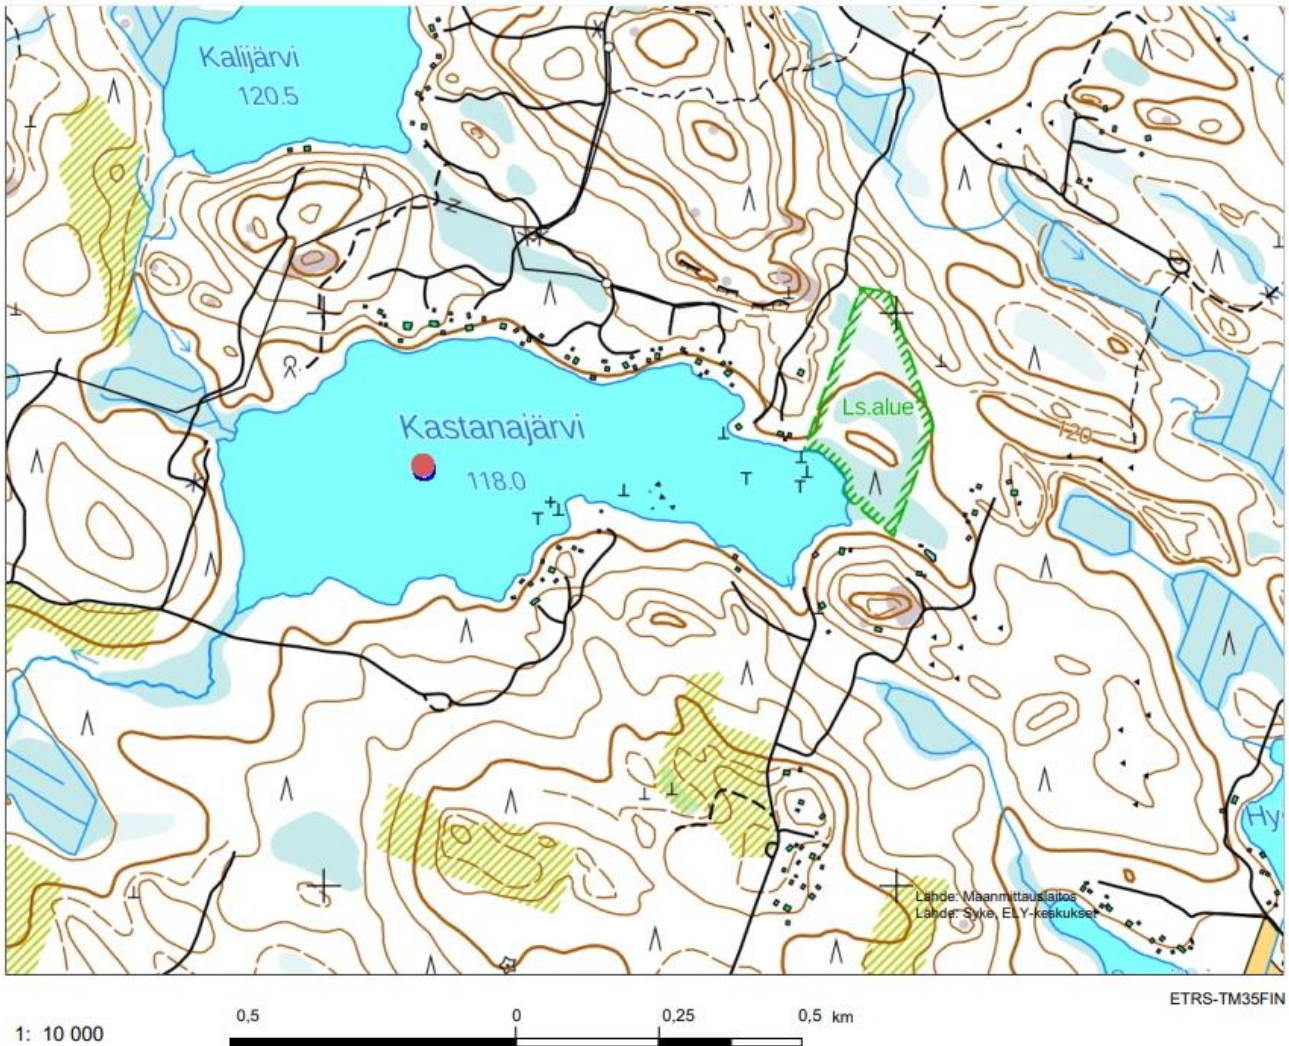 Kalijärvi
120.5
Ls.alue
Kastanajärvi
120
118.0
Hy
Lähde: Maanmittauslaitos
Lähde: Syke, ELY-keskukset
ETRS-TM35FIN
0,5 0 0,25 0,5 km
1: 10 000